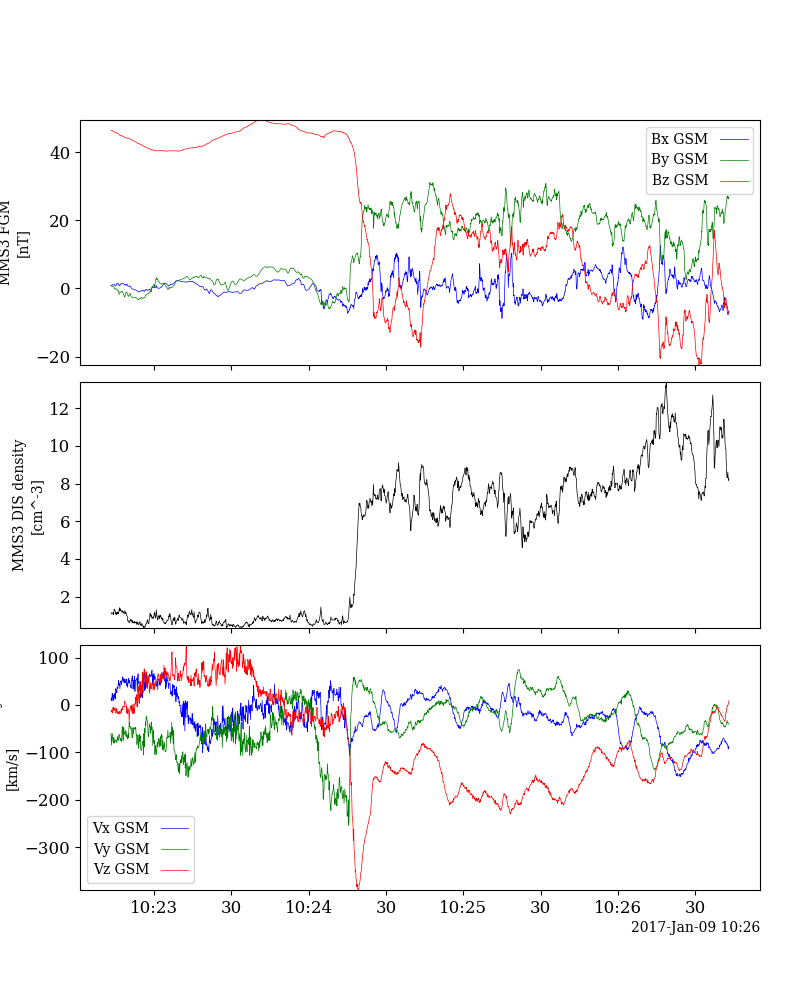 40
20
0
−20
MMS3 FGM
[nT]
Bx GSM
By GSM
Bz GSM
12
10
8
6
4
2
MMS3 DIS density
[cm^-3]
100
0
−100
−200
−300
[km/s]
Vx GSM
Vy GSM
Vz GSM
10:23 30 10:24 30 10:25 30 10:26 30
2017-Jan-09 10:26